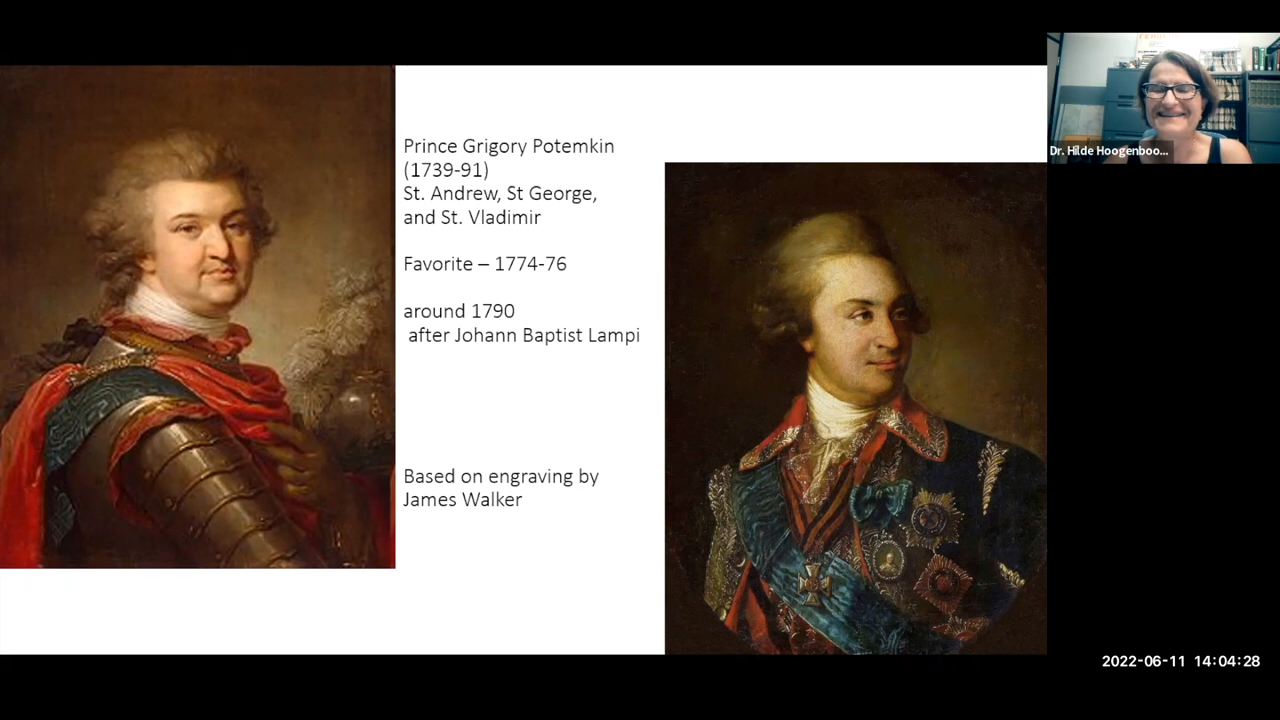 Prince Grigory Potemkin
(1739-91)
St. Andrew, St George,
and St. Vladimir
Favorite – 1774-76
around 1790
after Johann Baptist Lampi
Based on engraving by
James Walker
Dr. Hilde Hoogenboo...
2022-06-11 14:04:28